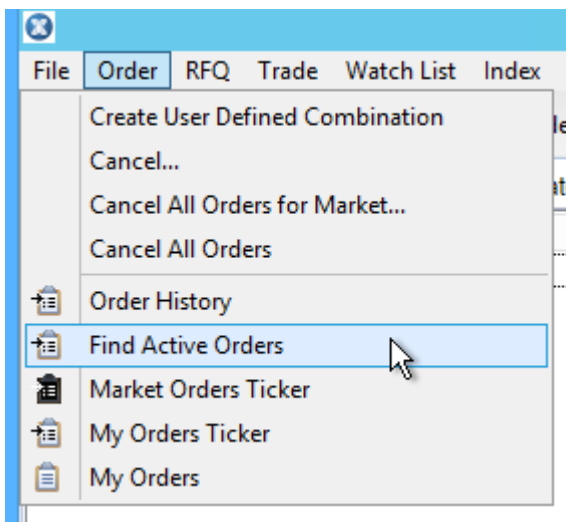 File Order RFQ Trade Watch List Index
Create User Defined Combination
Cancel...
Cancel All Orders for Market...
Cancel All Orders
Order History
Find Active Orders
Market Orders Ticker
My Orders Ticker
My Orders